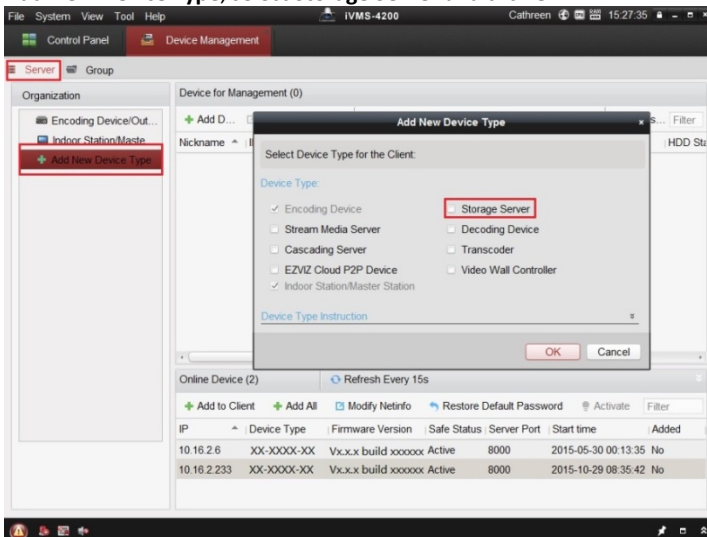 File System View Tool Help iVMS-4200 Cathreen 15:27:35
Control Panel Device Management
Server Group
Organization
Encoding Device/Out...
Indoor Station/Maste...
Add New Device Type
Device for Management (0)
+ Add D... Filter
Nickname HDD Sta
Add New Device Type
Select Device Type for the Client:
Device Type:
Encoding Device Storage Server
Stream Media Server Decoding Device
Cascading Server Transcoder
EZVIZ Cloud P2P Device Video Wall Controller
Indoor Station/Master Station
Device Type Instruction
OK Cancel
Online Device (2) Refresh Every 15s
+ Add to Client + Add All Modify Netinfo Restore Default Password Activate Filter
IP Device Type Firmware Version Safe Status Server Port Start time Added
10.16.2.6 XX-XXXX-XX Vx.x.x build xxxxxx Active 8000 2015-05-30 00:13:35 No
10.16.2.233 XX-XXXX-XX Vx.x.x build xxxxxx Active 8000 2015-10-29 08:35:42 No